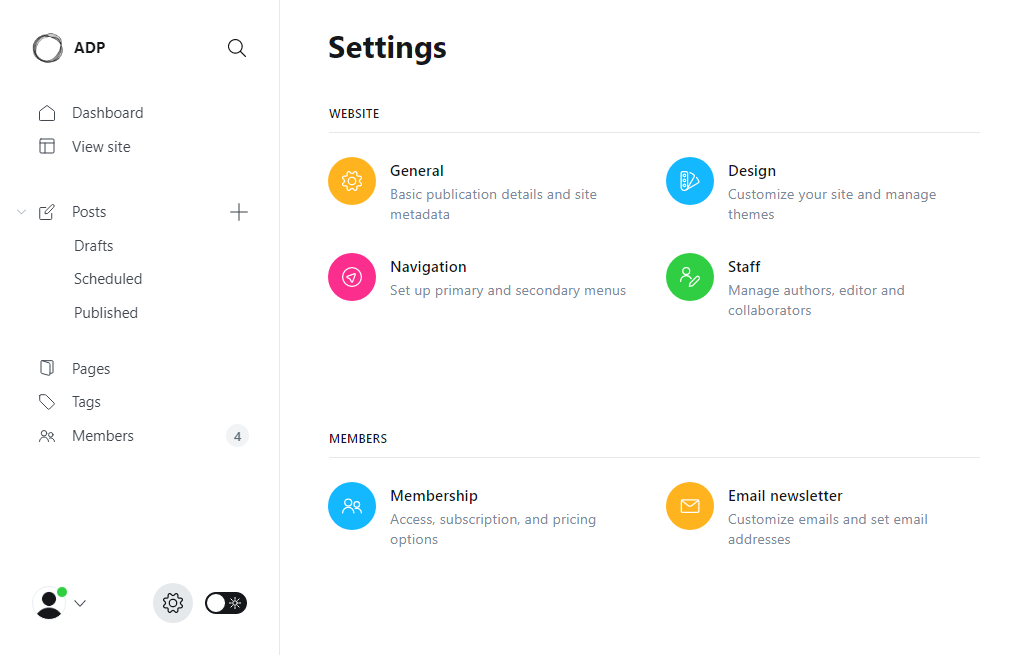 ADP
Dashboard
View site
Posts
Drafts
Scheduled
Published
Pages
Tags
Members
4
Settings
WEBSITE
General
Basic publication details and site
metadata
Design
Customize your site and manage
themes
Navigation
Set up primary and secondary menus
Staff
Manage authors, editor and
collaborators
MEMBERS
Membership
Access, subscription, and pricing
options
Email newsletter
Customize emails and set email
addresses